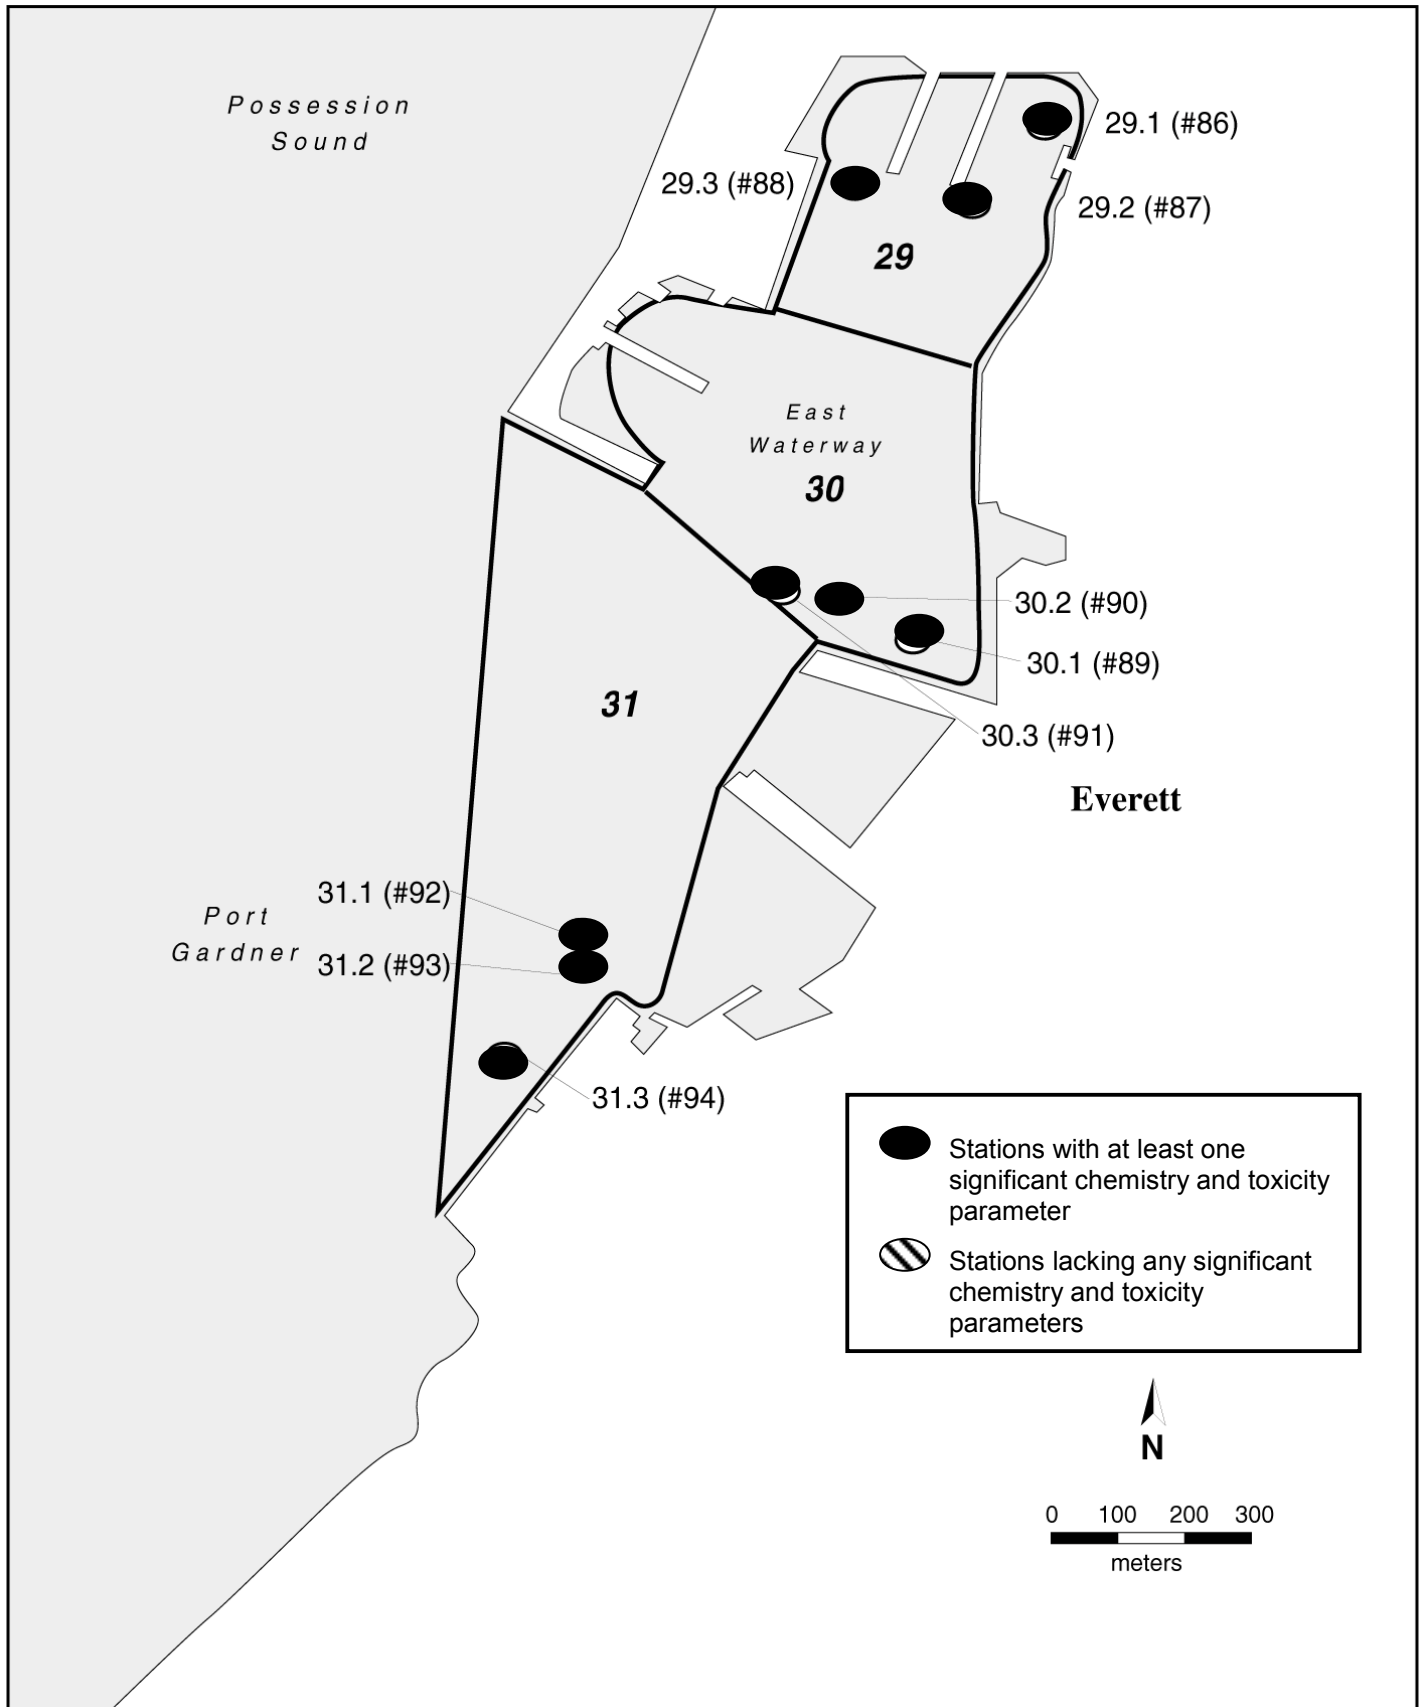 Possession
Sound
29.1 (#86)
29.3 (#88)
29.2 (#87)
29
East
Waterway
30
30.2 (#90)
30.1 (#89)
31
30.3 (#91)
Everett
31.1 (#92)
Port
Gardner
31.2 (#93)
31.3 (#94)
Stations with at least one
significant chemistry and toxicity
parameter
Stations lacking any significant
chemistry and toxicity
parameters
N
0 100 200 300
meters